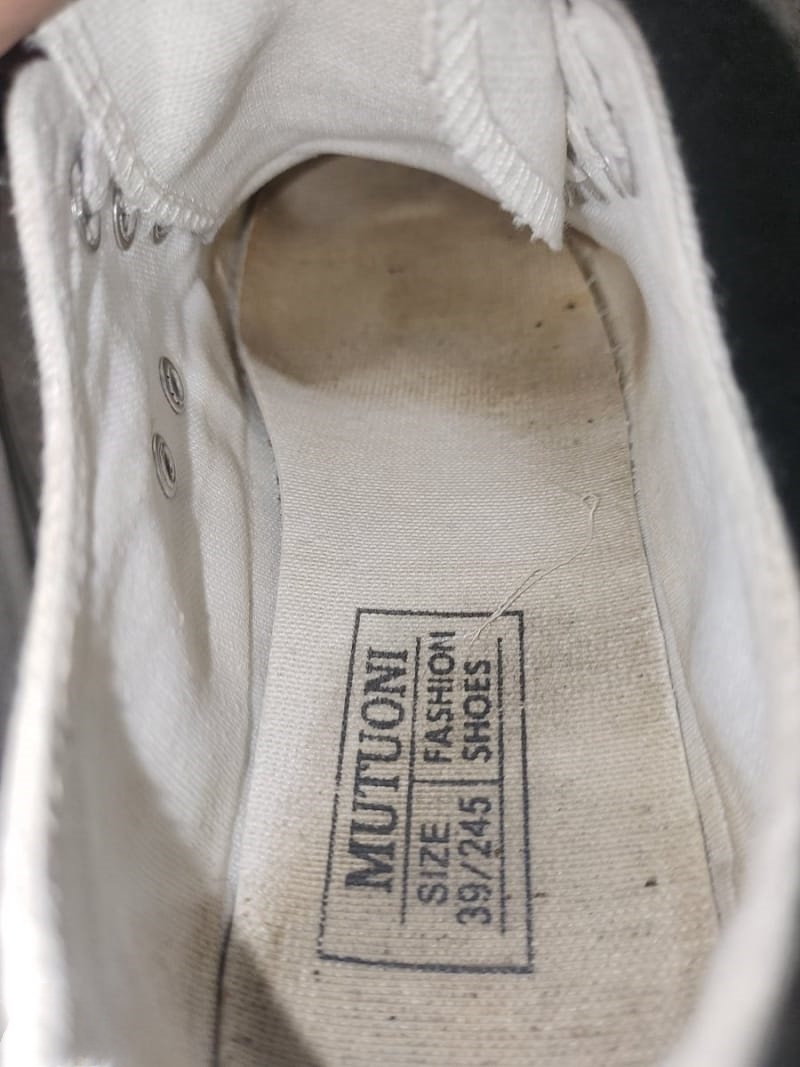 MUTUONI
SIZE
39/245
FASHION
SHOES